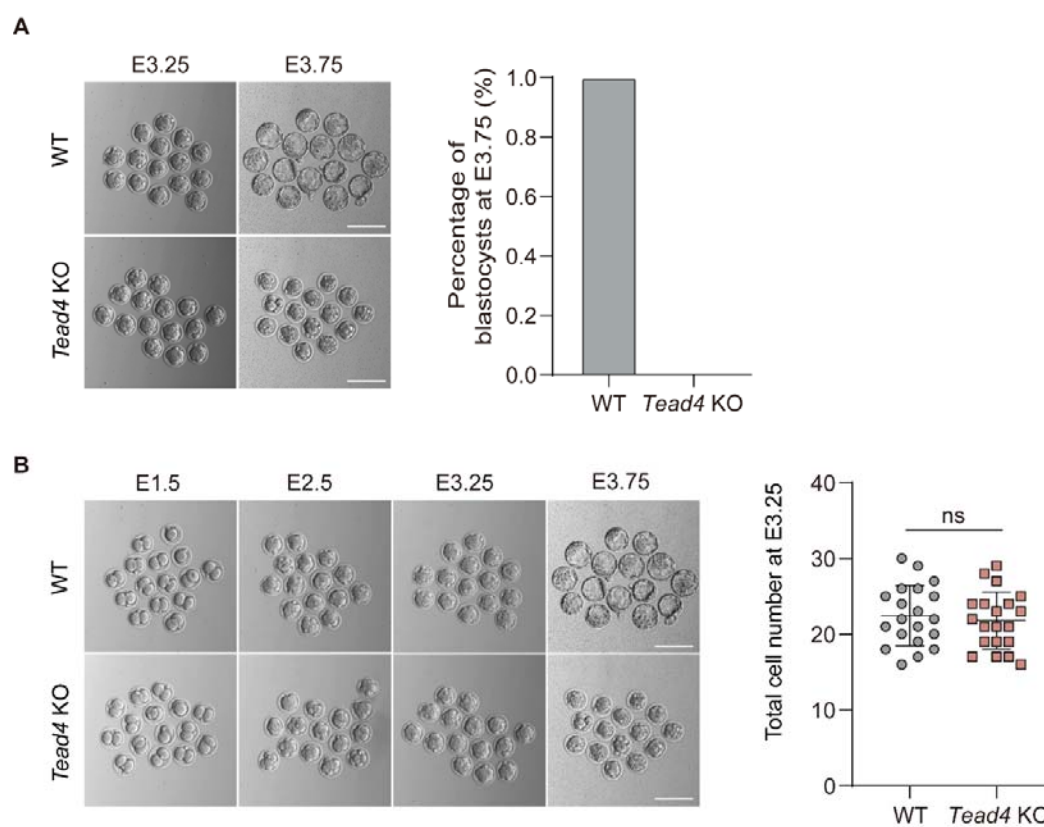 A
E3.25 E3.75
WT
Tead4 KO
Percentage of
blastocysts at E3.75 (%)
1.0
0.8
0.6
0.4
0.2
0.0
WT Tead4 KO
B
E1.5 E2.5 E3.25 E3.75
WT
Tead4 KO
Total cell number at E3.25
40
30
20
10
0
ns
WT Tead4 KO